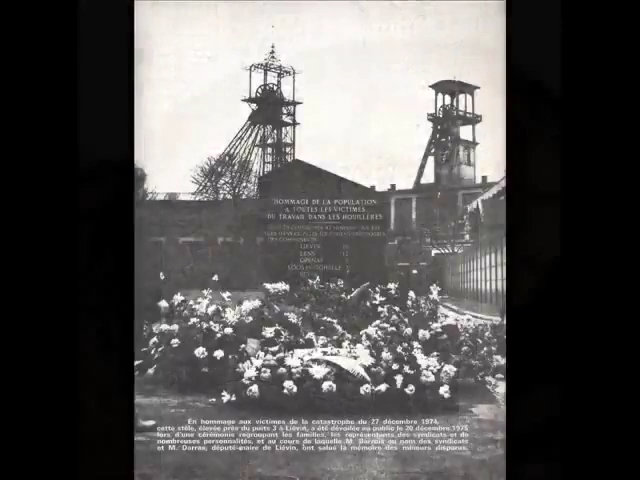 HOMMAGE DE LA POPULATION
A TOUTES LES VICTIMES
DU TRAVAIL DANS LES HOUILLERES
LIEVIN
LENS
GRENAY
En hommage aux victimes de la catastrophe du 27 décembre 1974,
cette stèle, élevée près du puits 3 à Liévin, a été dévoilée au public le 20 décembre 1975
lors d'une cérémonie regroupant les familles, les représentants des syndicats et de
nombreuses personnalités, et au cours de laquelle M. au nom des syndicats
et M. Darras, député-maire de Liévin, ont salué la mémoire des mineurs disparus.